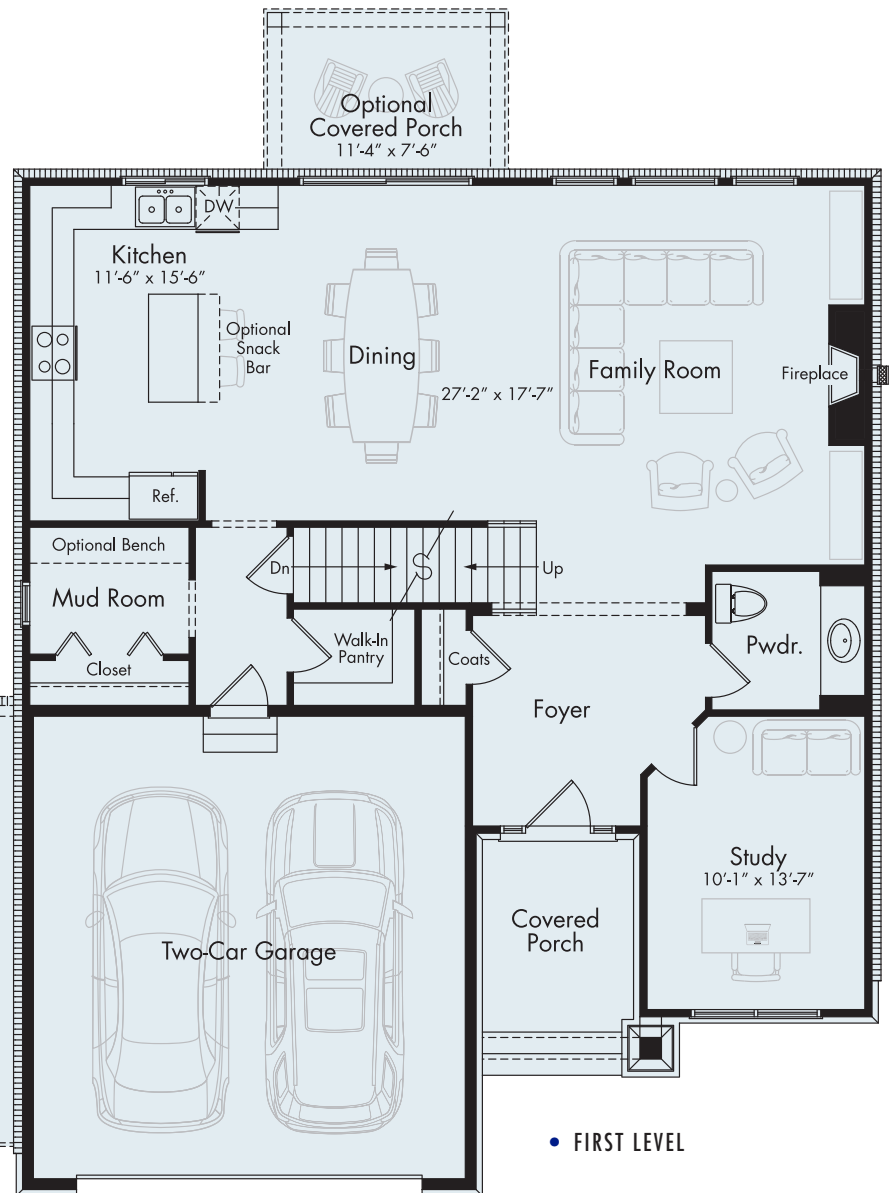 Optional
Covered Porch
11’-4” x 7’-6”
DW
Kitchen
11’-6” x 15’-6”
Optional
Snack
Bar
Dining
27’-2” x 17’-7”
Family Room
Fireplace
Ref.
Optional Bench
Mud Room
Closet
Dn
Up
Walk-In
Pantry
Coats
Pwdr.
Foyer
Study
10’-1” x 13’-7”
Covered
Porch
Two-Car Garage
• FIRST LEVEL